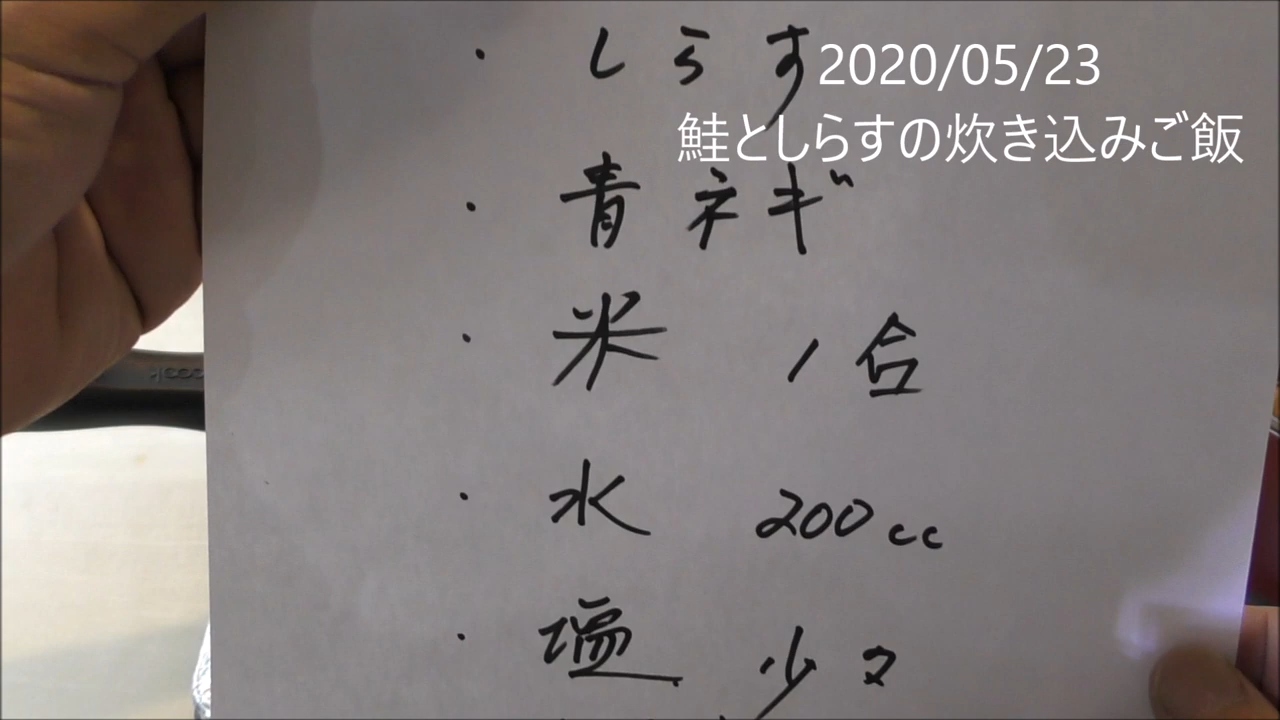 ・しらす
2020/05/23
鮭としらすの炊き込みご飯
・青ネギ
・米 1合
・水 200cc
・塩 少々